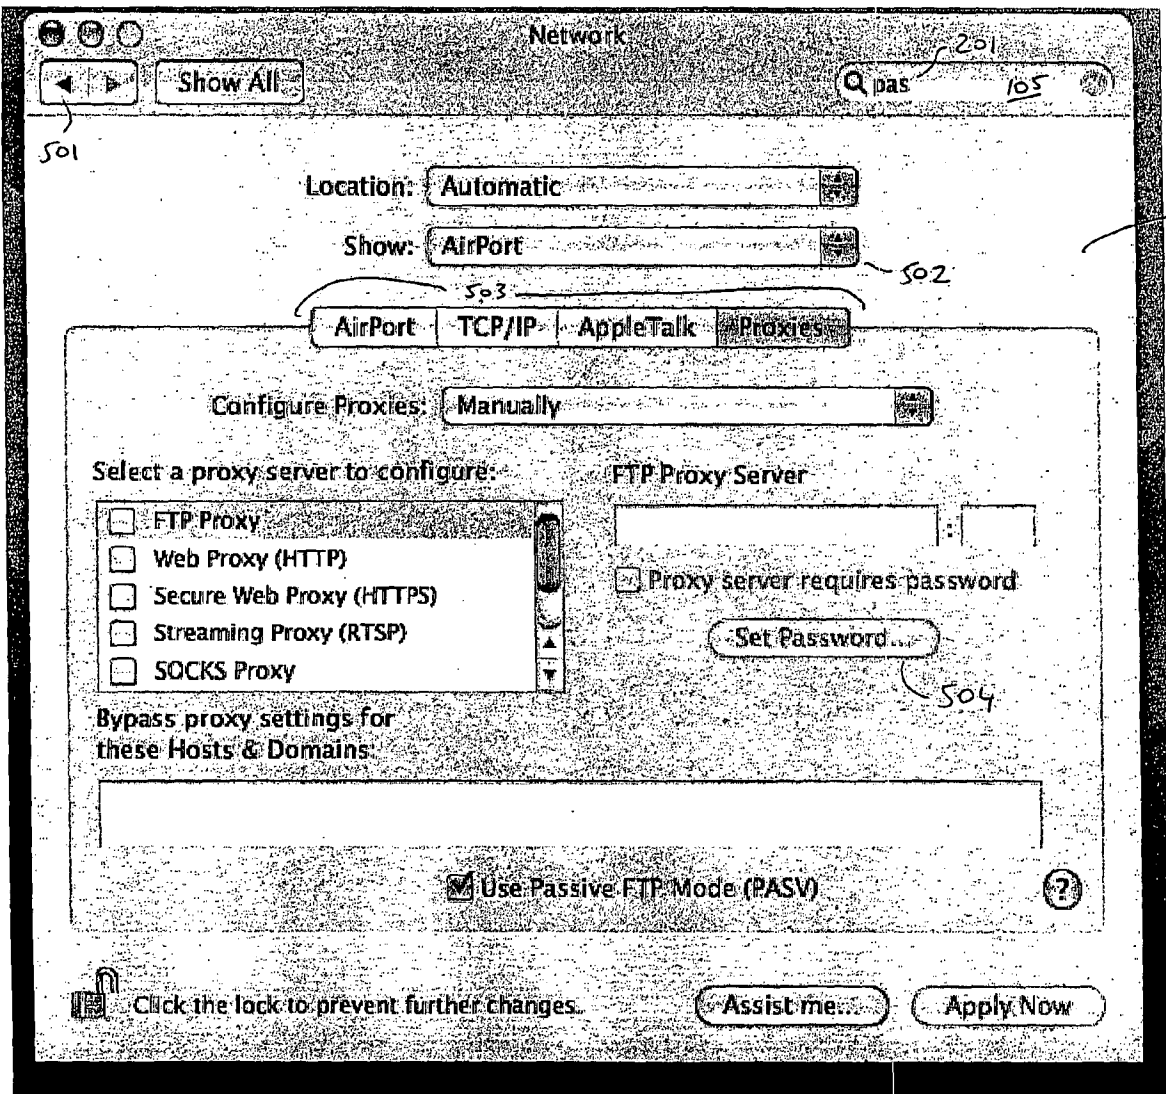 Network
201
Show All
pas
105
501
Location: Automatic
Show: AirPort
502
503
AirPort TCP/IP AppleTalk Proxies
Configure Proxies: Manually
Select a proxy server to configure: FTP Proxy Server
FTP Proxy
:
Web Proxy (HTTP)
Proxy server requires password
Secure Web Proxy (HTTPS)
Streaming Proxy (RTSP)
Set Password...
SOCKS Proxy
504
Bypass proxy settings for
these Hosts & Domains:
Use Passive FTP Mode (PASV)
?
Click the lock to prevent further changes.
Assist me...
Apply Now